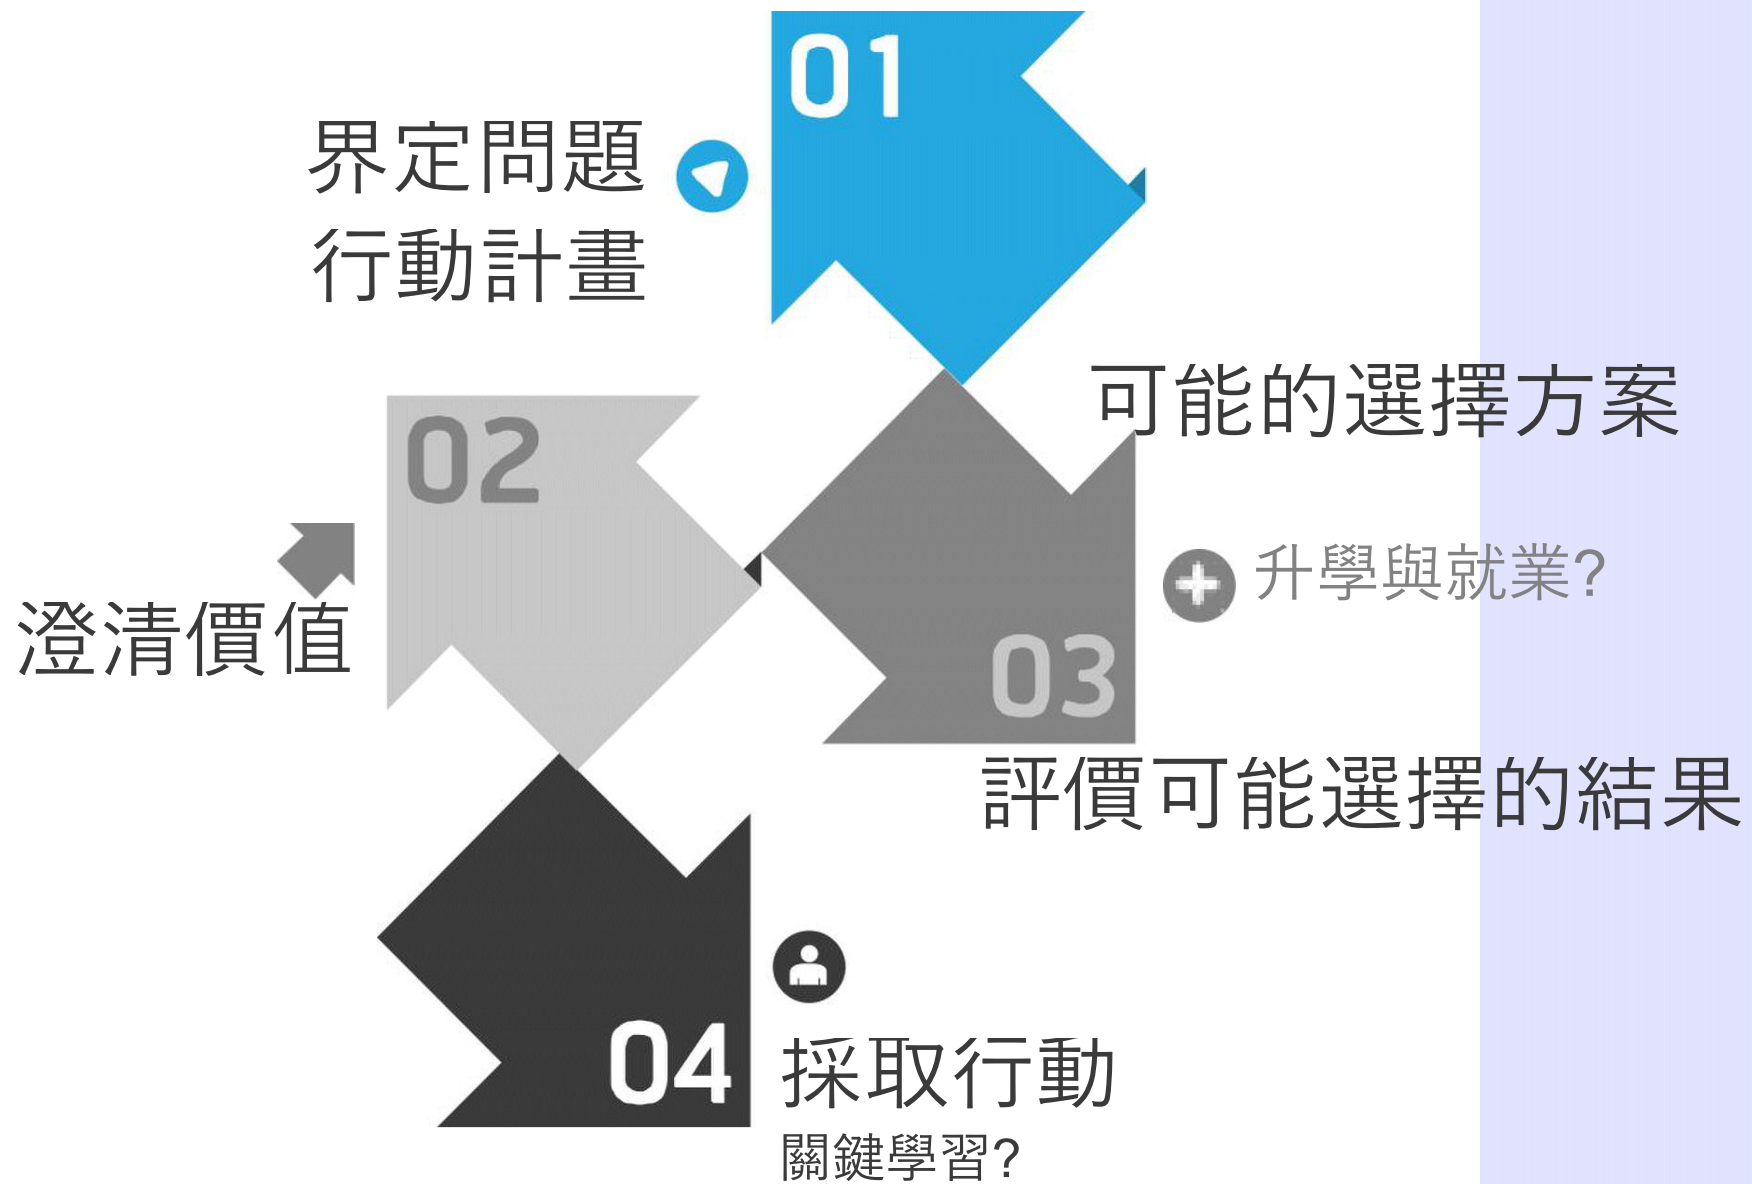 01
界定問題
行動計畫
可能的選擇方案
02
升學與就業?
澄清價值
03
評價可能選擇的結果
04
採取行動
關鍵學習?